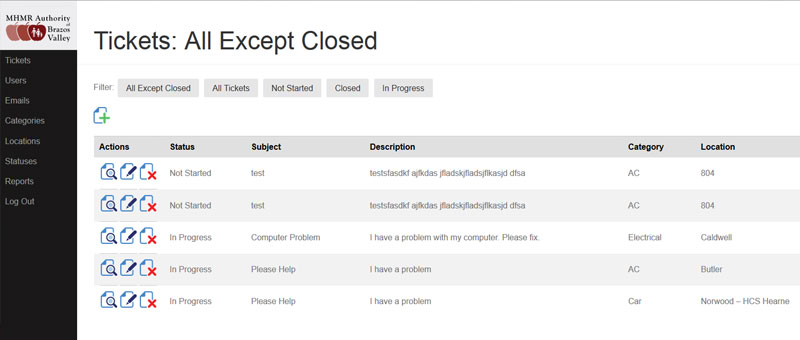 MHMR Authority
of
Brazos
Valley
Tickets
Users
Emails
Categories
Locations
Statuses
Reports
Log Out
Tickets: All Except Closed
Filter: All Except Closed All Tickets Not Started Closed In Progress
Actions Status Subject Description Category Location
Not Started test testsfasdkf ajfkdas jfladskjfladsjflkasjd dfsa AC 804
Not Started test testsfasdkf ajfkdas jfladskjfladsjflkasjd dfsa AC 804
In Progress Computer Problem I have a problem with my computer. Please fix. Electrical Caldwell
In Progress Please Help I have a problem AC Butler
In Progress Please Help I have a problem Car Norwood – HCS Hearne